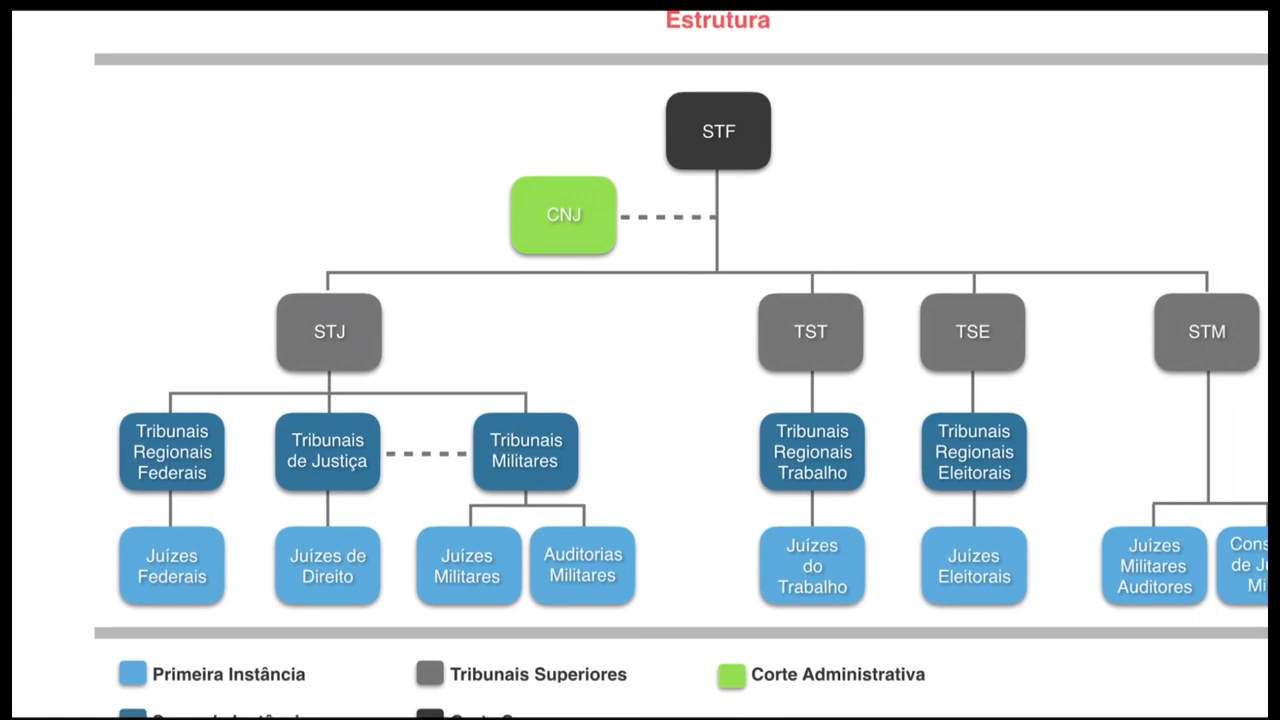 Estrutura
STF
CNJ
STJ
TST
TSE
STM
Tribunais
Regionais
Federais
Tribunais
de Justiça
Tribunais
Militares
Tribunais
Regionais
Trabalho
Tribunais
Regionais
Eleitorais
Juízes
Federais
Juízes de
Direito
Juízes
Militares
Auditorias
Militares
Juízes
do
Trabalho
Juízes
Eleitorais
Juízes
Militares
Auditores
de
Primeira Instância
Tribunais Superiores
Corte Administrativa